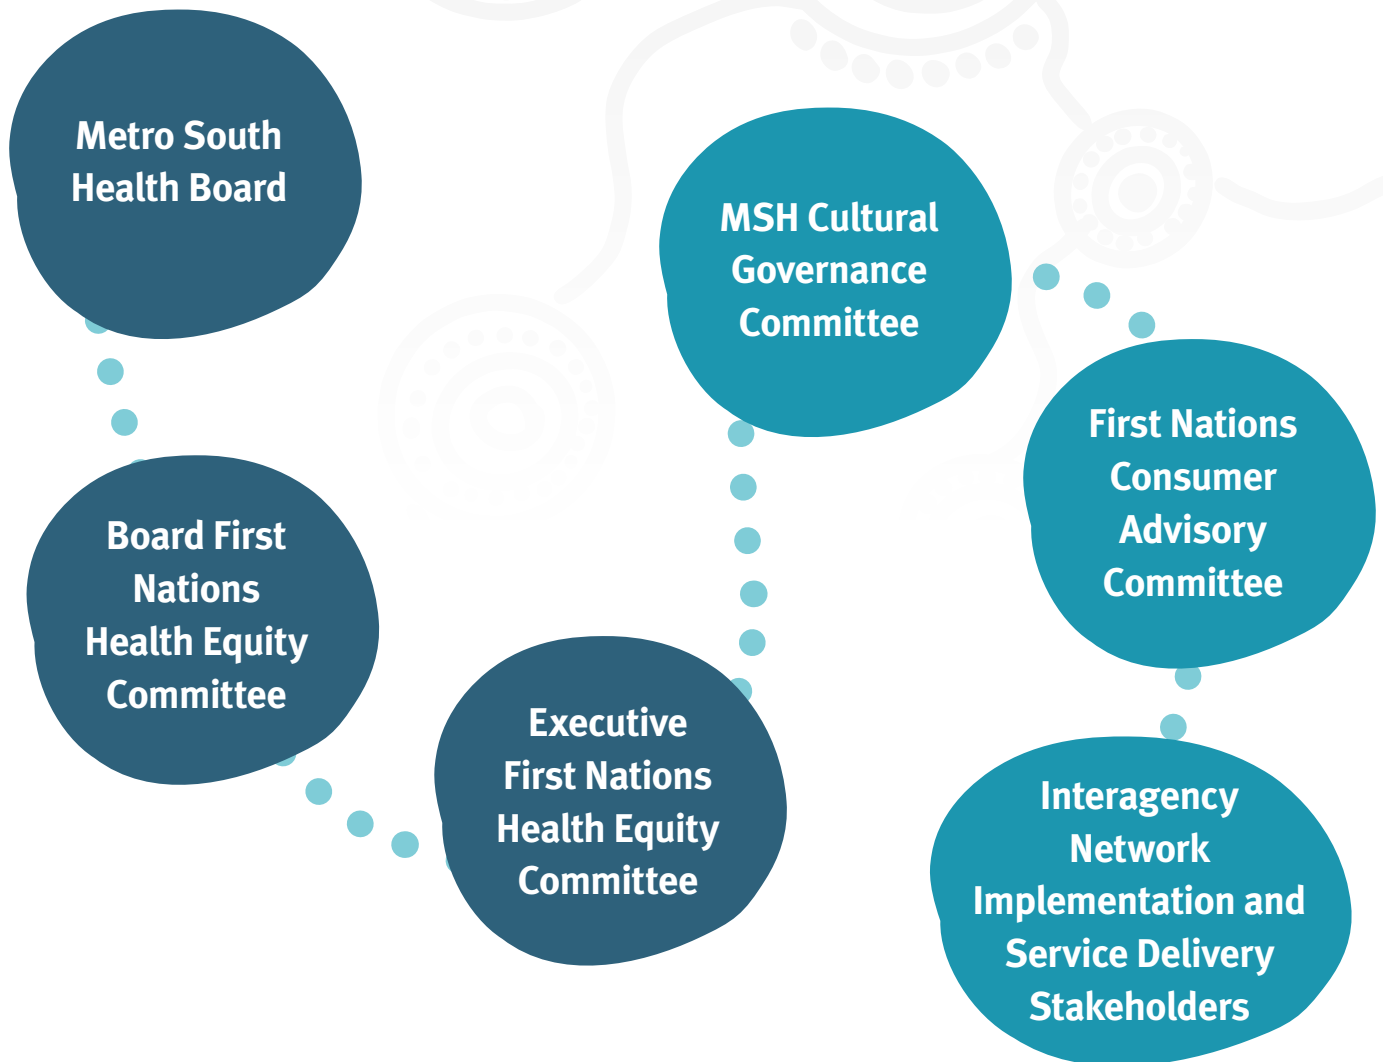 Metro South
Health Board
Board First
Nations
Health Equity
Committee
Executive
First Nations
Health Equity
Committee
MSH Cultural
Governance
Committee
First Nations
Consumer
Advisory
Committee
Interagency
Network
Implementation and
Service Delivery
Stakeholders